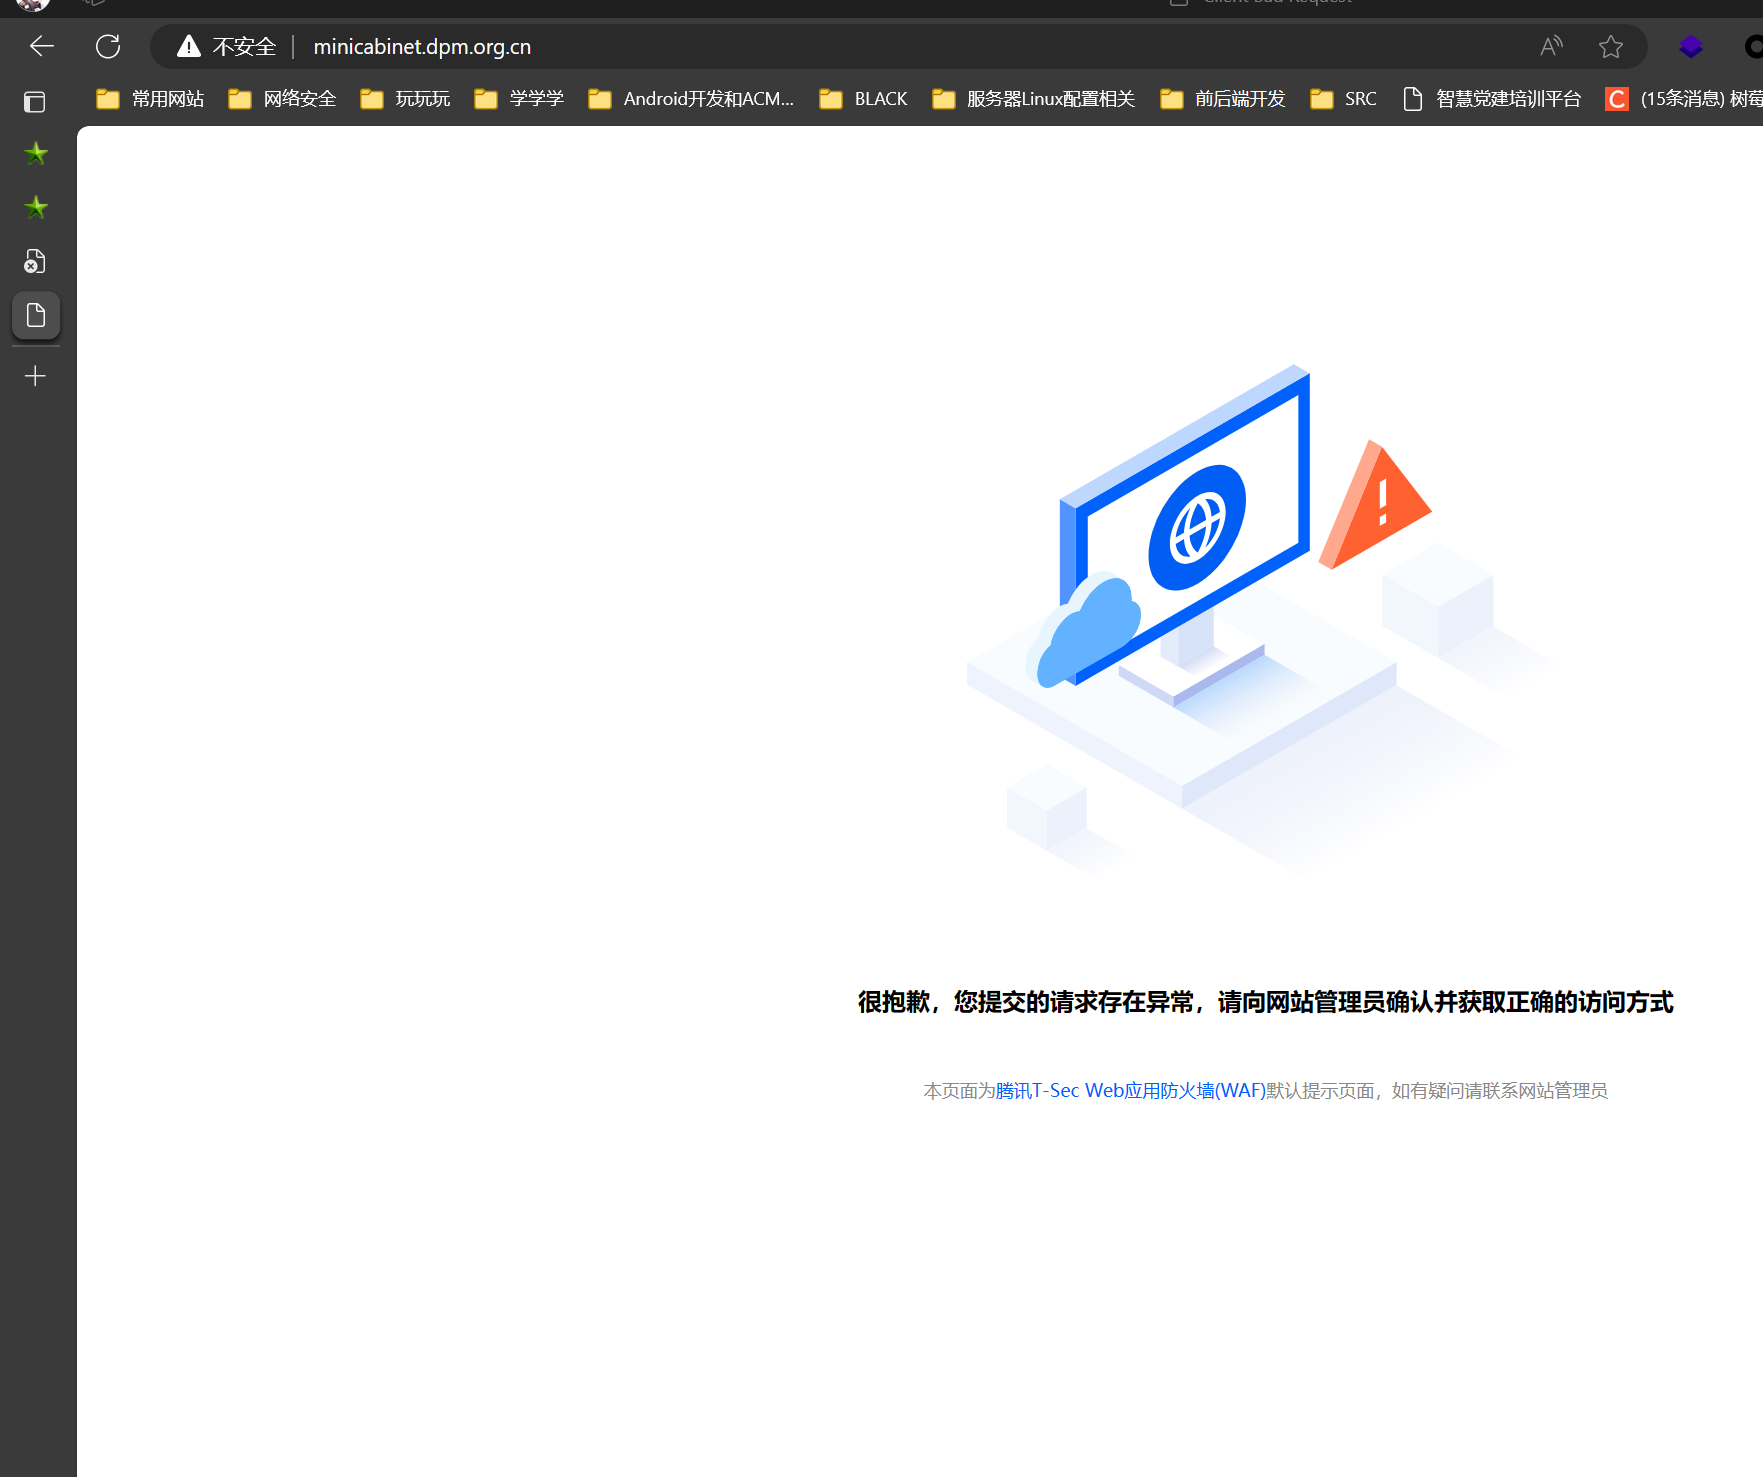 Client Bad Request
不安全 | minicabinet.dpm.org.cn
常用网站 网络安全 玩玩玩 学学学 Android开发和ACM... BLACK 服务器Linux配置相关 前后端开发 SRC 智慧党建培训平台 C (15条消息) 树莓
很抱歉，您提交的请求存在异常，请向网站管理员确认并获取正确的访问方式
本页面为腾讯T-Sec Web应用防火墙(WAF)默认提示页面，如有疑问请联系网站管理员